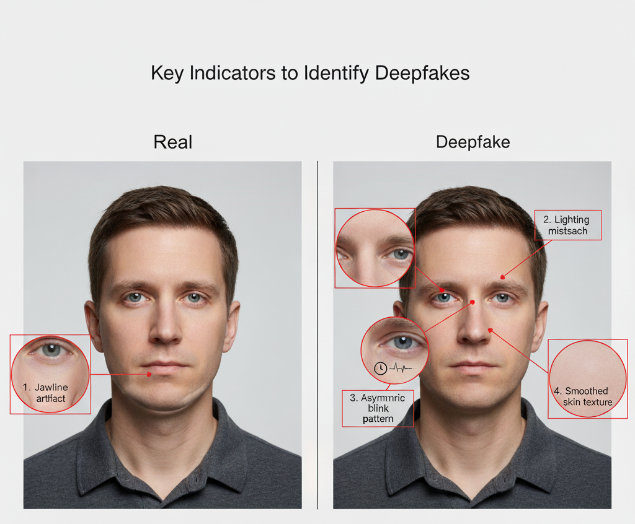 Key Indicators to Identify Deepfakes
Real
Deepfake
2. Lighting
mistsach
1. Jawline
artfact
3. Asymmric
blink
pattern
4. Smoothed
skin texture